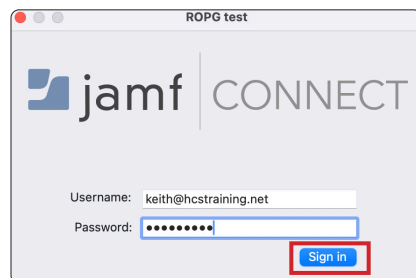 ROPG test
jamf CONNECT
Username: keith@hcstraining.net
Password: •••••••••
Sign in